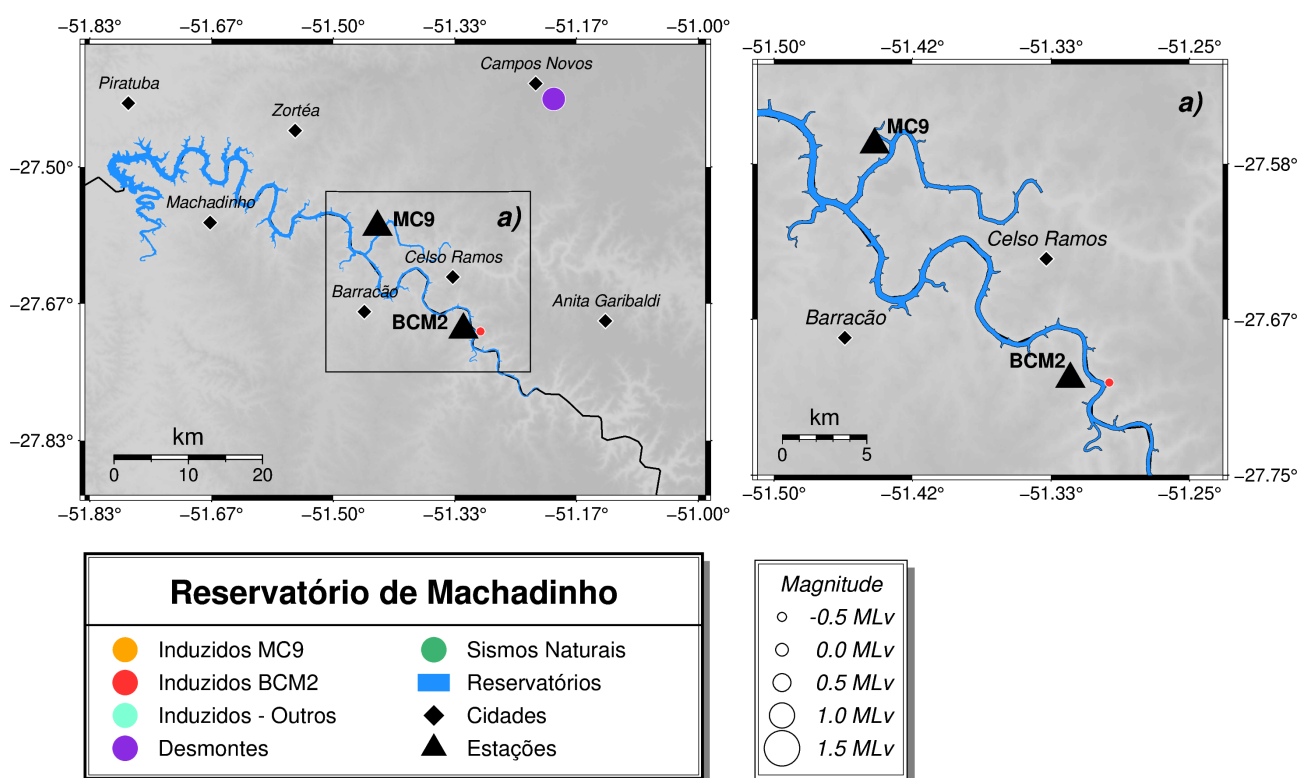 −51.83° −51.67° −51.50° −51.33° −51.17° −51.00°
Campos Novos
Piratuba
Zortéa
−27.50°
Machadinho
a)
MC9
Celso Ramos
−27.67°
Barracão
Anita Garibaldi
BCM2
−27.83°
km
0 10 20
−51.83° −51.67° −51.50° −51.33° −51.17° −51.00°
−51.50° −51.42° −51.33° −51.25°
a)
MC9
−27.58°
Celso Ramos
−27.67°
Barracão
BCM2
km
0 5
−27.75°
−51.50° −51.42° −51.33° −51.25°
Reservatório de Machadinho
Induzidos MC9
Induzidos BCM2
Induzidos - Outros
Desmontes
Sismos Naturais
Reservatórios
Cidades
Estações
Magnitude
-0.5 MLv
0.0 MLv
0.5 MLv
1.0 MLv
1.5 MLv